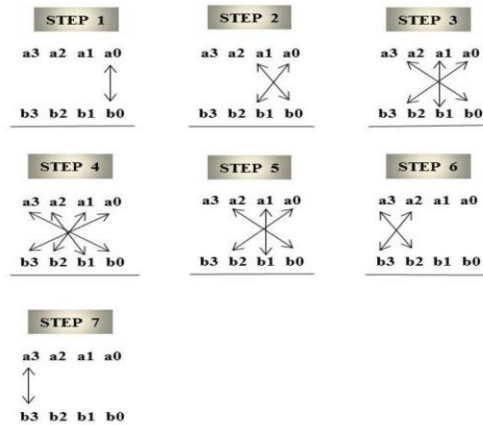 STEP 1
a3 a2 a1 a0
b3 b2 b1 b0
STEP 2
a3 a2 a1 a0
b3 b2 b1 b0
STEP 3
a3 a2 a1 a0
b3 b2 b1 b0
STEP 4
a3 a2 a1 a0
b3 b2 b1 b0
STEP 5
a3 a2 a1 a0
b3 b2 b1 b0
STEP 6
a3 a2 a1 a0
b3 b2 b1 b0
STEP 7
a3 a2 a1 a0
b3 b2 b1 b0